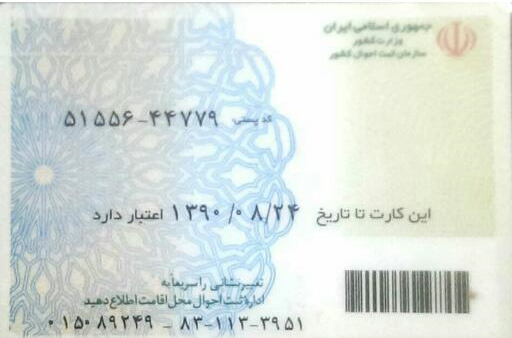 جمهوری اسلامی ایران
وزارت کشور
سازمان ثبت احوال کشور
کد پستی: ۵۱۵۵۶-۴۴۷۷۹
این کارت تا تاریخ ۱۳۹۰/۰۸/۲۴ اعتبار دارد
تغییر نشانی را سریعا به
اداره ثبت احوال محل اقامت اطلاع دهید
۰۱۵۰۸۹۲۴۹ - ۸۳-۱۱۳-۳۹۵۱